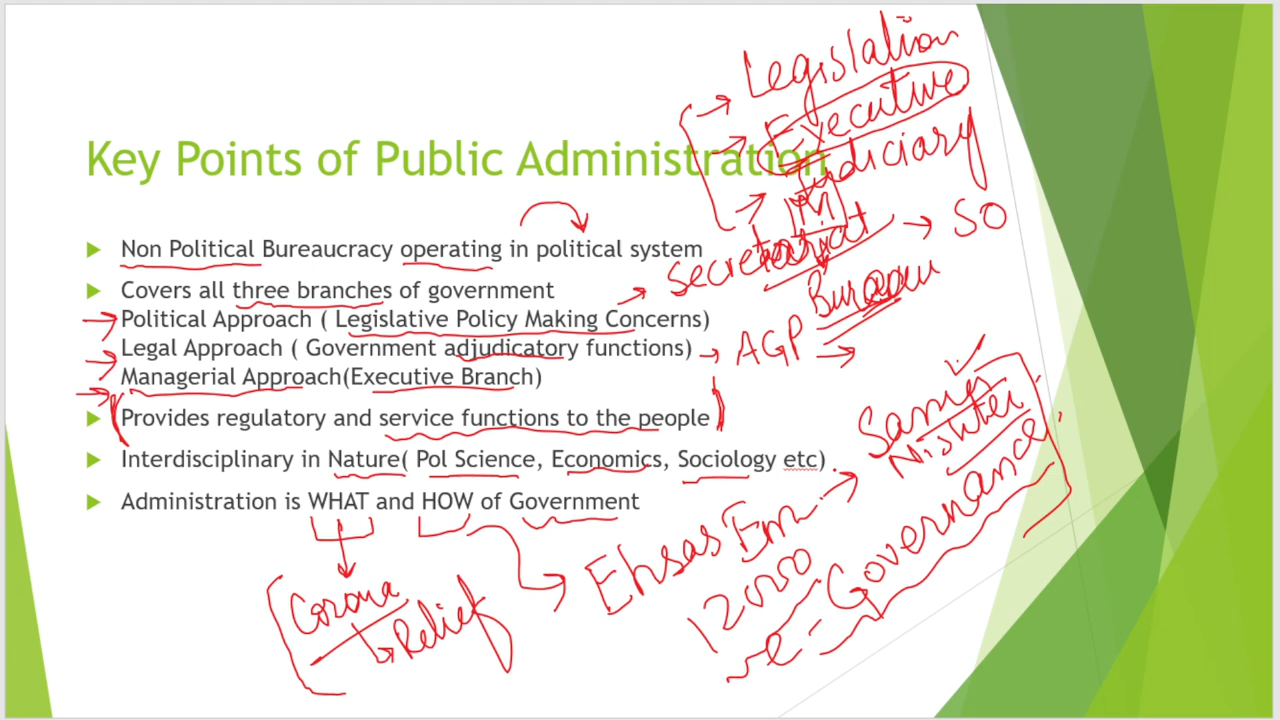 Legislation
Executive
Judiciary
Key Points of Public Administration
PM
Secretariat → SO
Non Political Bureaucracy operating in political system
Covers all three branches of government
Political Approach ( Legislative Policy Making Concerns)
Legal Approach ( Government adjudicatory functions) → AGP →
Managerial Approach(Executive Branch)
Provides regulatory and service functions to the people
Interdisciplinary in Nature( Pol Science, Economics, Sociology etc)
Administration is WHAT and HOW of Government
Nishter
Governance
Ehsas Em
12000
Corona
Relief